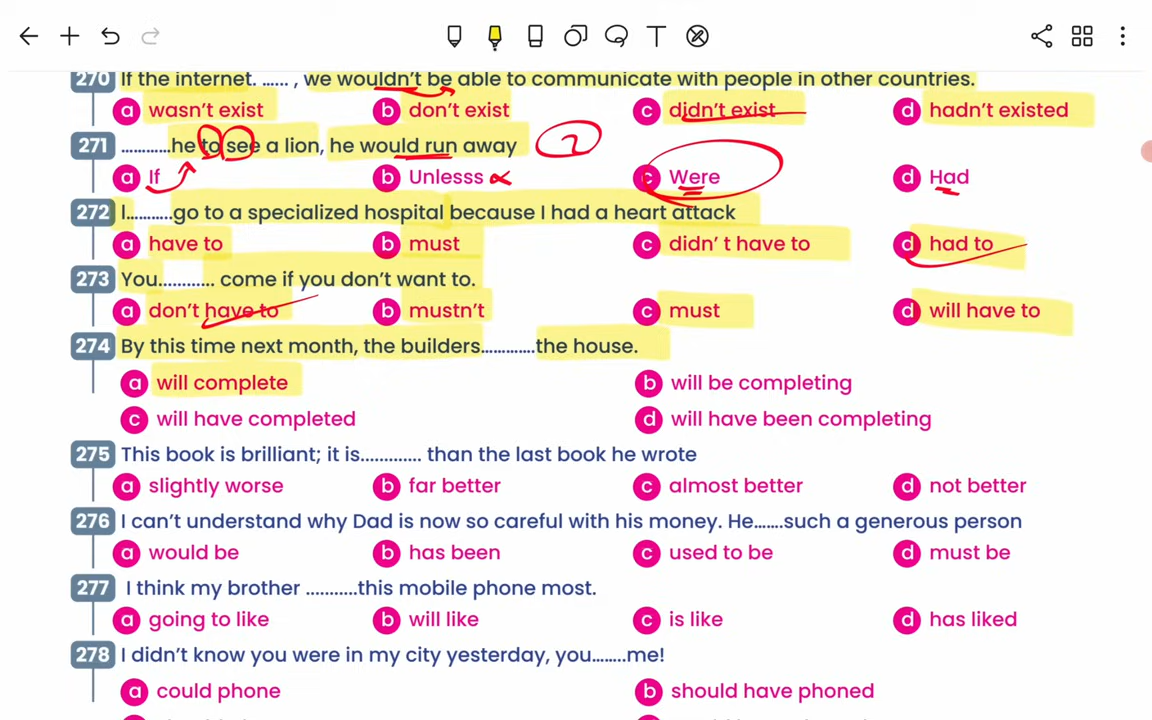 270 If the internet. ...... , we wouldn't be able to communicate with people in other countries.
a wasn't exist b don't exist c didn't exist d hadn't existed
271 ............he to see a lion, he would run away 2
a If b Unlesss c Were d Had
272 I...........go to a specialized hospital because I had a heart attack
a have to b must c didn' t have to d had to
273 You............ come if you don't want to.
a don't have to b mustn't c must d will have to
274 By this time next month, the builders............the house.
a will complete b will be completing
c will have completed d will have been completing
275 This book is brilliant; it is............. than the last book he wrote
a slightly worse b far better c almost better d not better
276 I can't understand why Dad is now so careful with his money. He.......such a generous person
a would be b has been c used to be d must be
277 I think my brother ...........this mobile phone most.
a going to like b will like c is like d has liked
278 I didn't know you were in my city yesterday, you........me!
a could phone b should have phoned